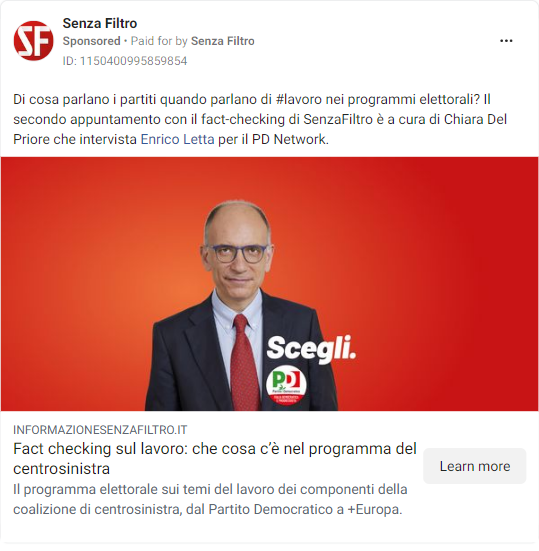 SF
Senza Filtro
Sponsored • Paid for by Senza Filtro
ID: 1150400995859854
Di cosa parlano i partiti quando parlano di #lavoro nei programmi elettorali? Il
secondo appuntamento con il fact-checking di SenzaFiltro è a cura di Chiara Del
Priore che intervista Enrico Letta per il PD Network.
Scegli.
PD
Partito Democratico
INFORMAZIONESENZAFILTRO.IT
Fact checking sul lavoro: che cosa c’è nel programma del
centrosinistra
Learn more
Il programma elettorale sui temi del lavoro dei componenti della
coalizione di centrosinistra, dal Partito Democratico a +Europa.